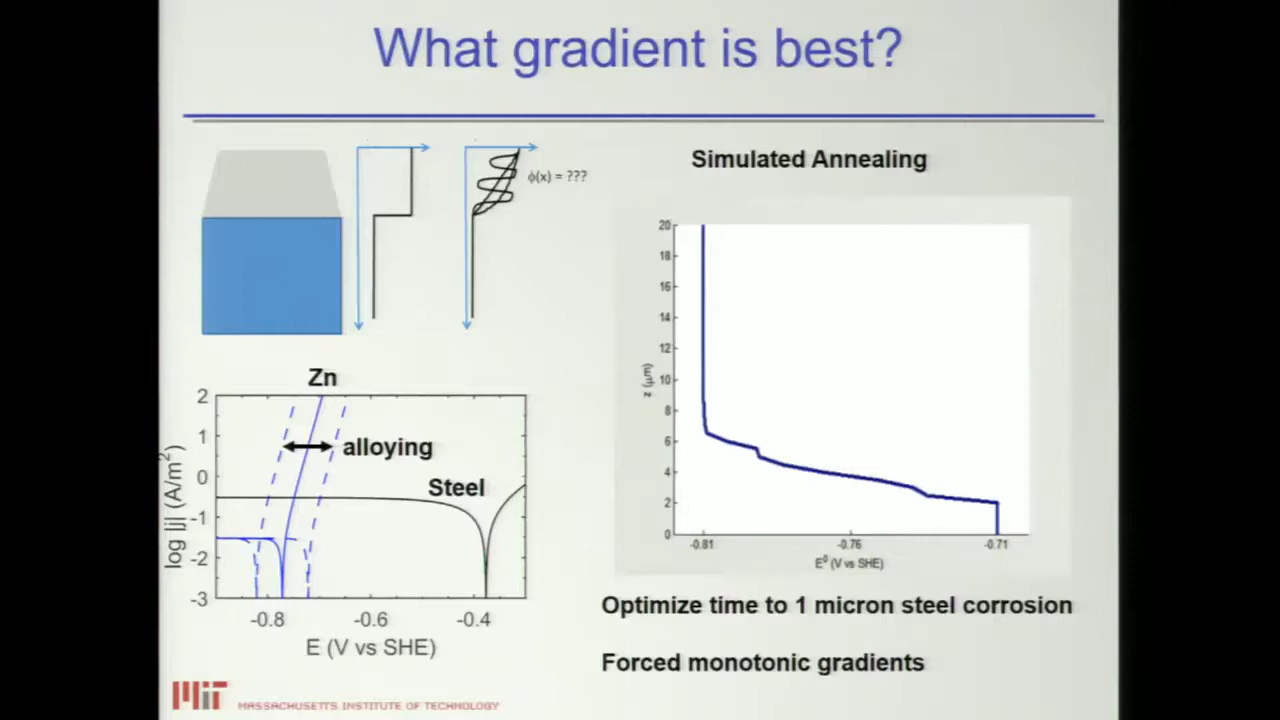 What gradient is best?
ϕ(x) = ???
Simulated Annealing
20
18
16
14
12
10
8
6
4
2
0
z (μm)
-0.81
-0.76
-0.71
E⁰ (V vs SHE)
Zn
alloying
Steel
2
1
0
-1
-2
-3
log |j| (A/m²)
-0.8
-0.6
-0.4
E (V vs SHE)
Optimize time to 1 micron steel corrosion
Forced monotonic gradients
MIT
MASSACHUSETTS INSTITUTE OF TECHNOLOGY